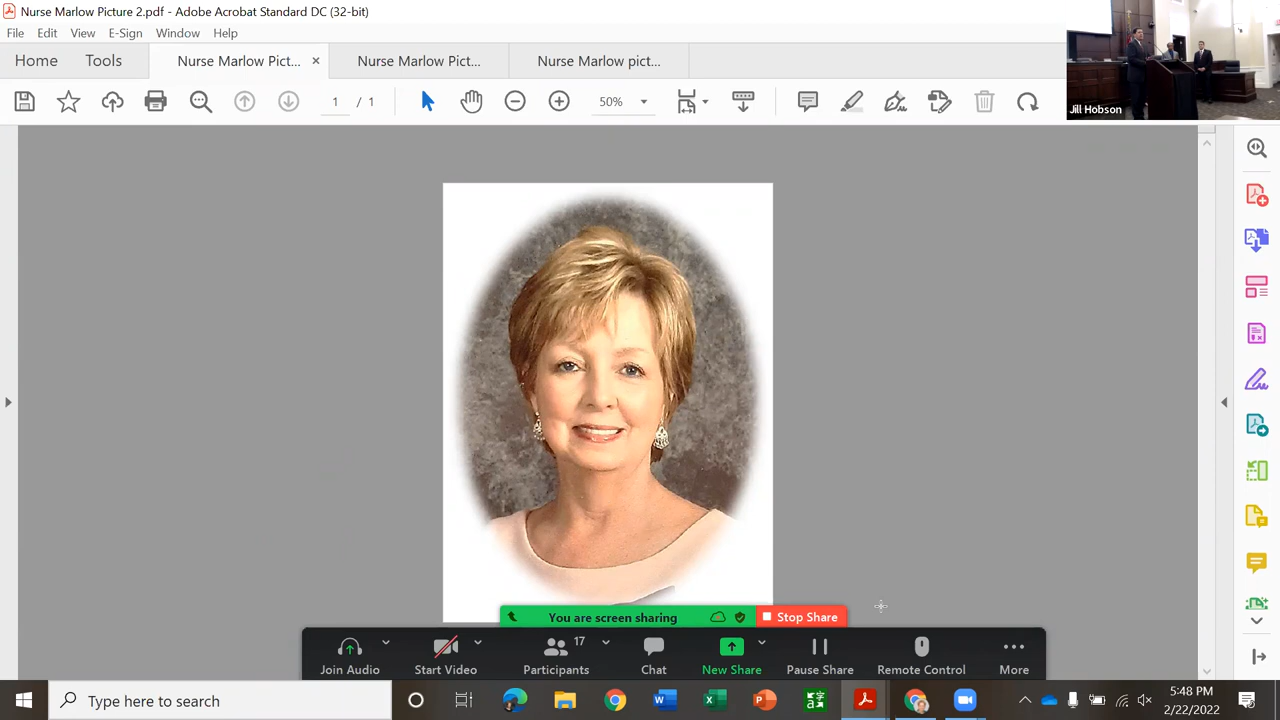 Nurse Marlow Picture 2.pdf - Adobe Acrobat Standard DC (32-bit)
File Edit View E-Sign Window Help
Home Tools Nurse Marlow Pict... × Nurse Marlow Pict... Nurse Marlow pict...
1 / 1 50%
Jill Hobson
You are screen sharing Stop Share
17
Join Audio Start Video Participants Chat New Share Pause Share Remote Control More
Type here to search
5:48 PM
2/22/2022